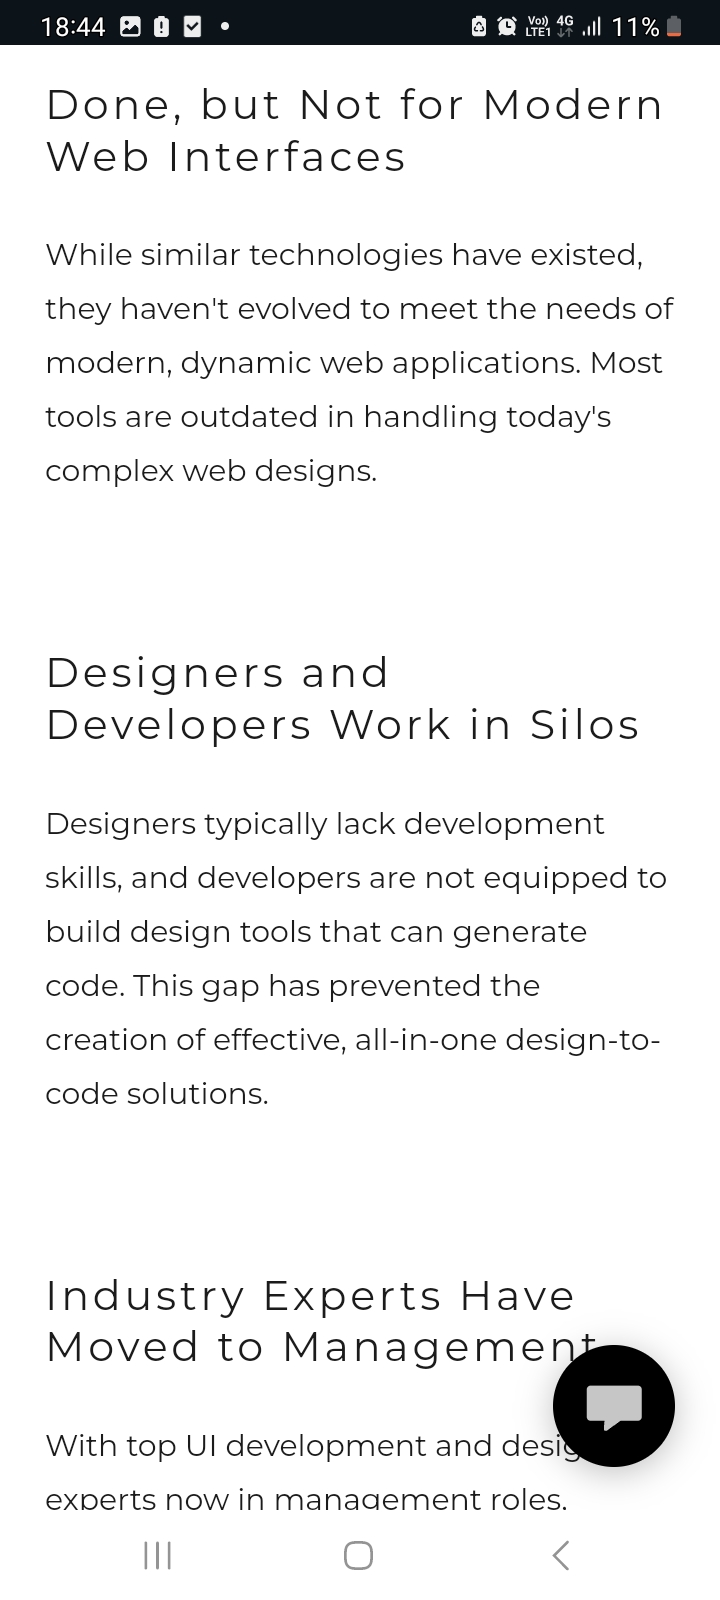 18:44
Vo)) 4G
LTE1
11%
Done, but Not for Modern
Web Interfaces
While similar technologies have existed,
they haven't evolved to meet the needs of
modern, dynamic web applications. Most
tools are outdated in handling today's
complex web designs.
Designers and
Developers Work in Silos
Designers typically lack development
skills, and developers are not equipped to
build design tools that can generate
code. This gap has prevented the
creation of effective, all-in-one design-to-
code solutions.
Industry Experts Have
Moved to Management
With top UI development and
experts now in management roles.